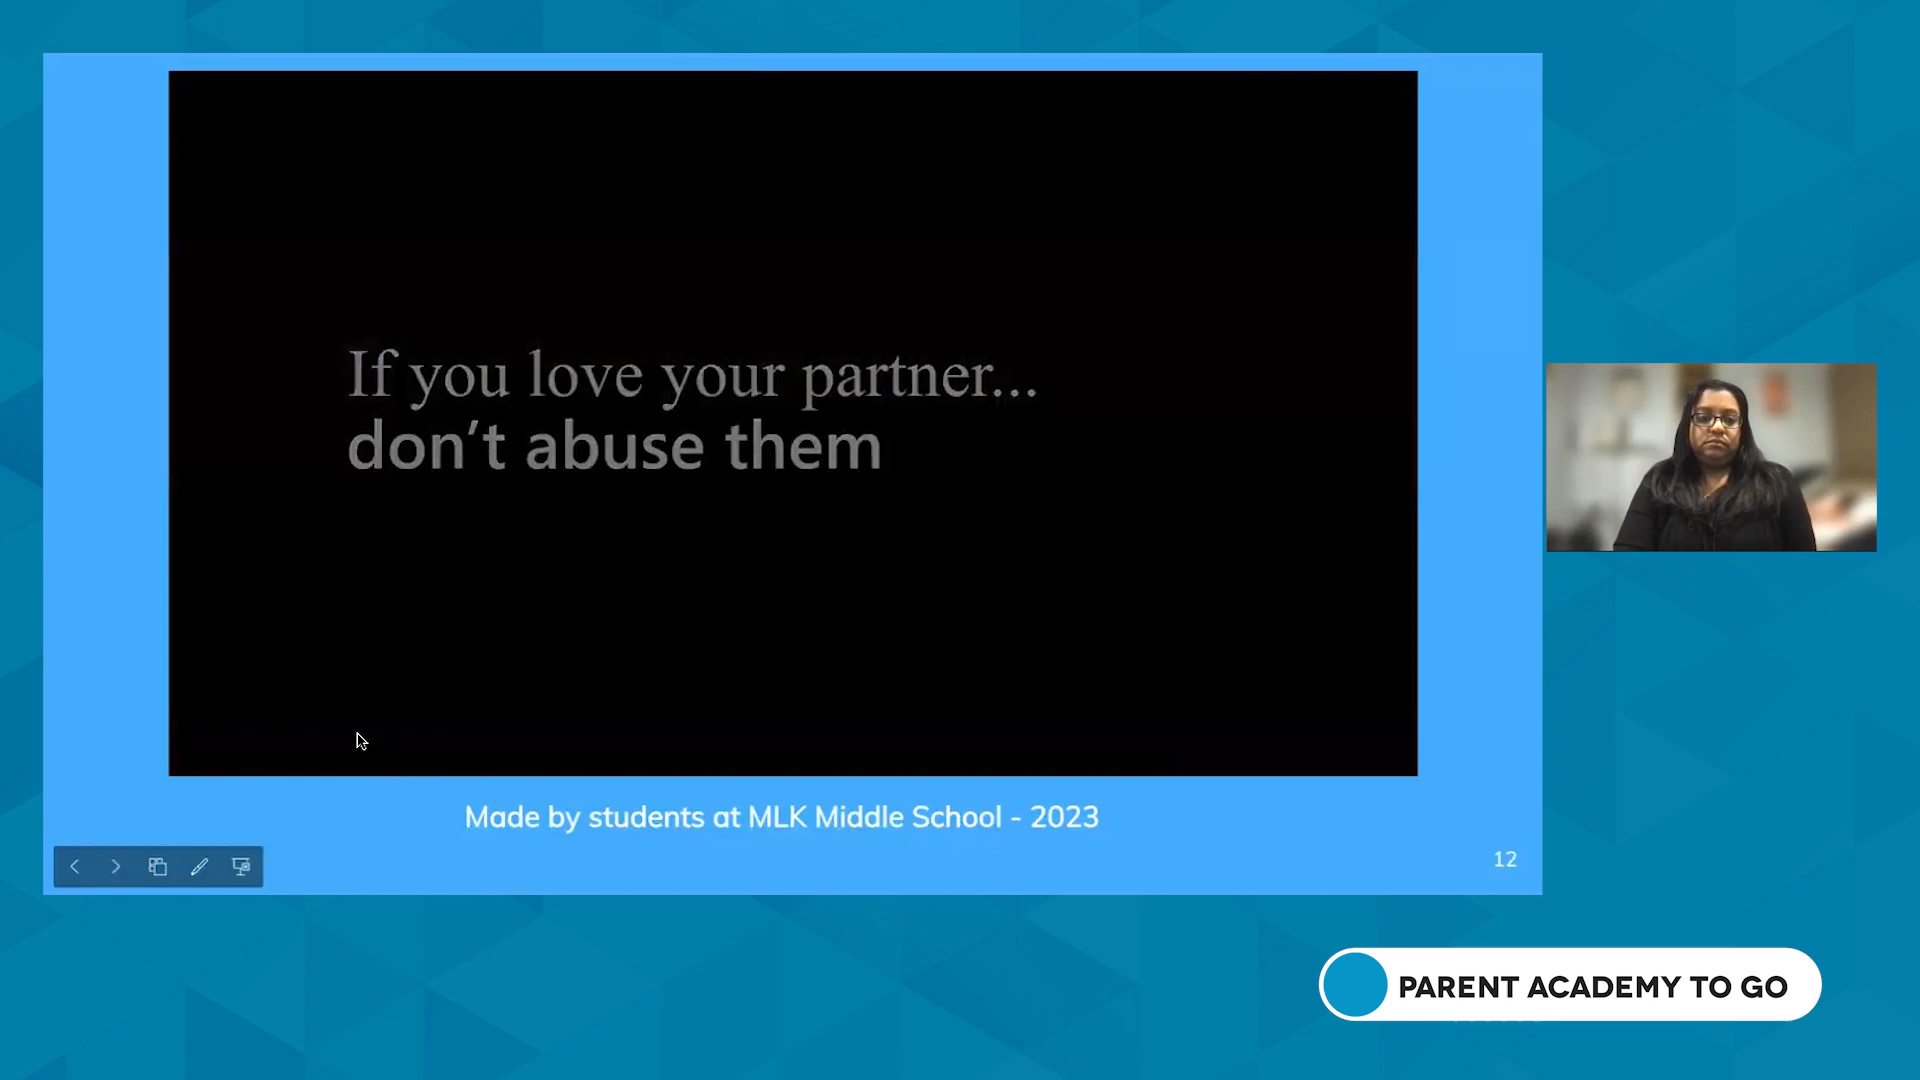 If you love your partner...
don’t abuse them
Made by students at MLK Middle School - 2023
12
PARENT ACADEMY TO GO